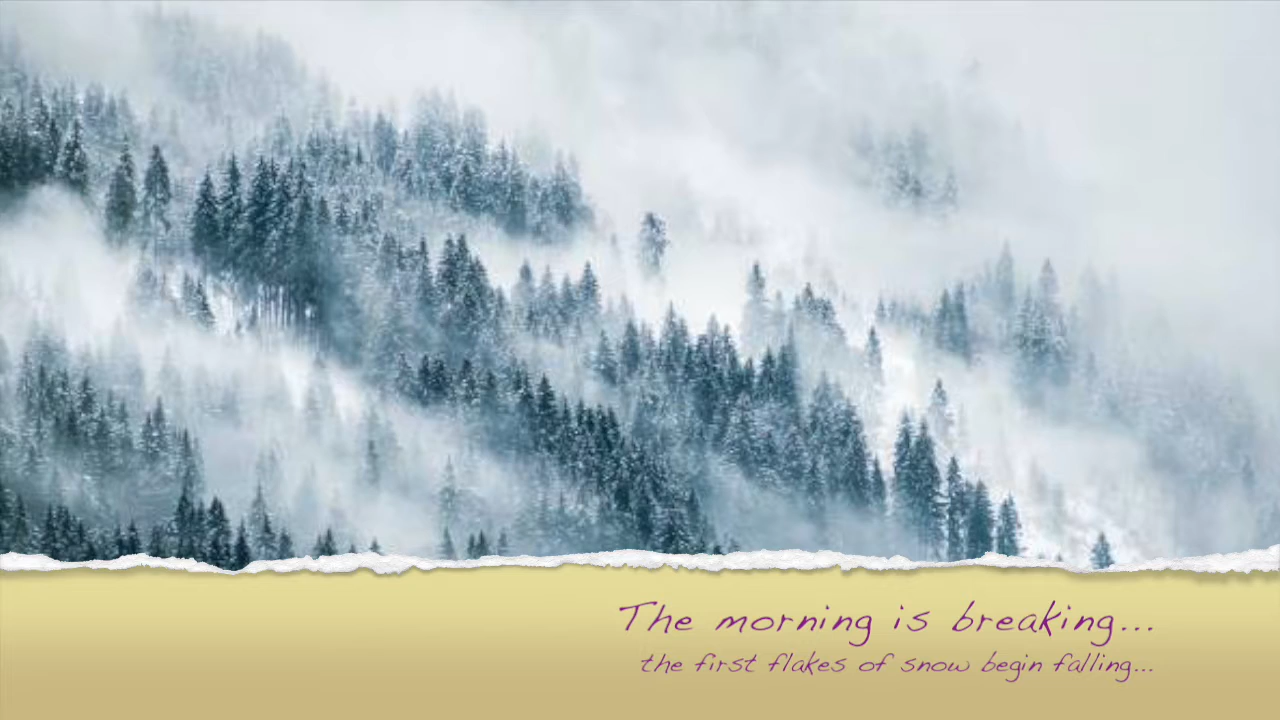 The morning is breaking...
the first flakes of snow begin falling...